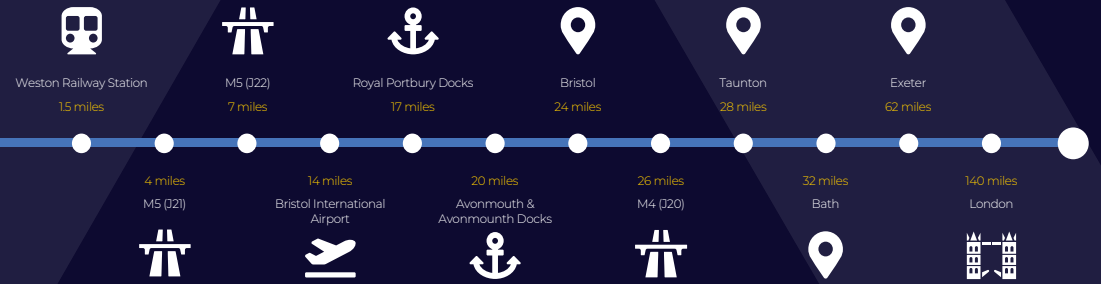 Weston Railway Station
1.5 miles
M5 (J22)
7 miles
Royal Portbury Docks
17 miles
Bristol
24 miles
Taunton
28 miles
Exeter
62 miles
4 miles
M5 (J21)
14 miles
Bristol International
Airport
20 miles
Avonmouth &
Avonmounth Docks
26 miles
M4 (J20)
32 miles
Bath
140 miles
London